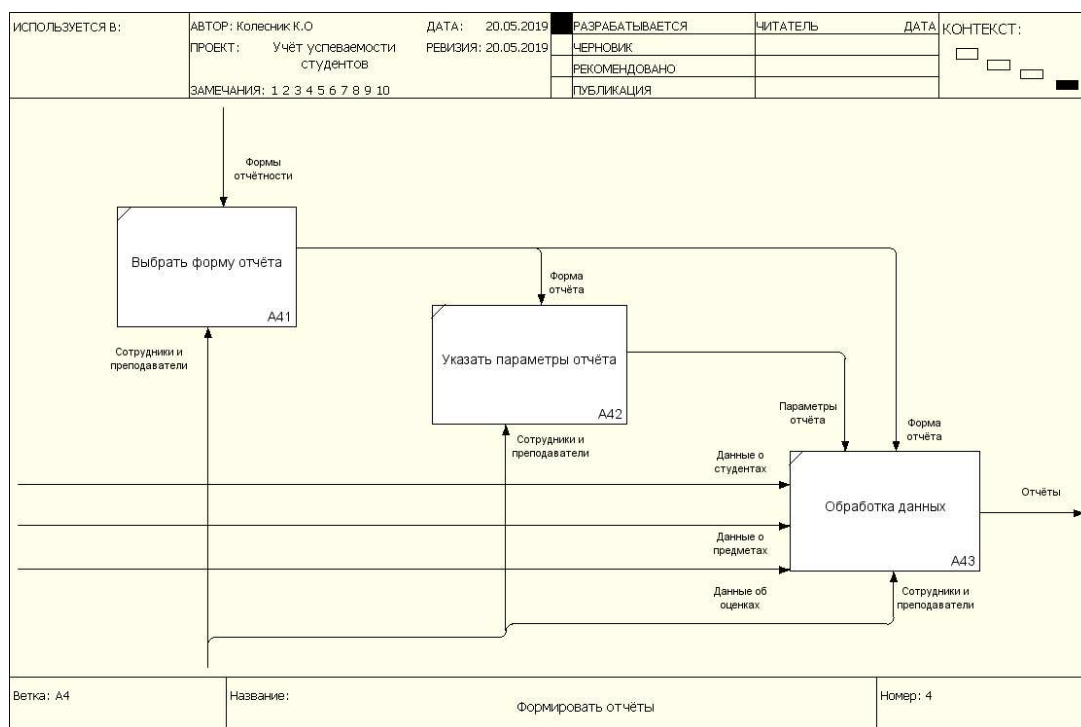 ИСПОЛЬЗУЕТСЯ В:
АВТОР: Колесник К.О
ДАТА: 20.05.2019
РАЗРАБАТЫВАЕТСЯ
ЧИТАТЕЛЬ
ДАТА
КОНТЕКСТ:
ПРОЕКТ: Учёт успеваемости
студентов
РЕВИЗИЯ: 20.05.2019
ЧЕРНОВИК
РЕКОМЕНДОВАНО
ЗАМЕЧАНИЯ: 1 2 3 4 5 6 7 8 9 10
ПУБЛИКАЦИЯ
Формы
отчётности
Выбрать форму отчёта
A41
Форма
отчёта
Сотрудники и
преподаватели
Указать параметры отчёта
A42
Параметры
отчёта
Форма
отчёта
Сотрудники и
преподаватели
Данные о
студентах
Обработка данных
A43
Отчёты
Данные о
предметах
Данные об
оценках
Сотрудники и
преподаватели
Ветка: A4
Название:
Формировать отчёты
Номер: 4